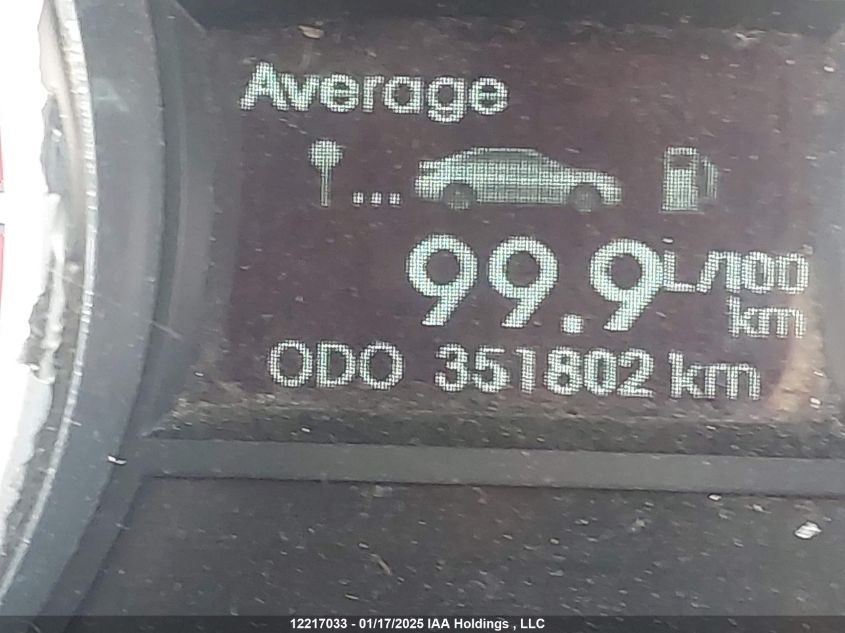 Average
99.9 L/100
km
ODO 351802 km
12217033 - 01/17/2025 IAA Holdings , LLC